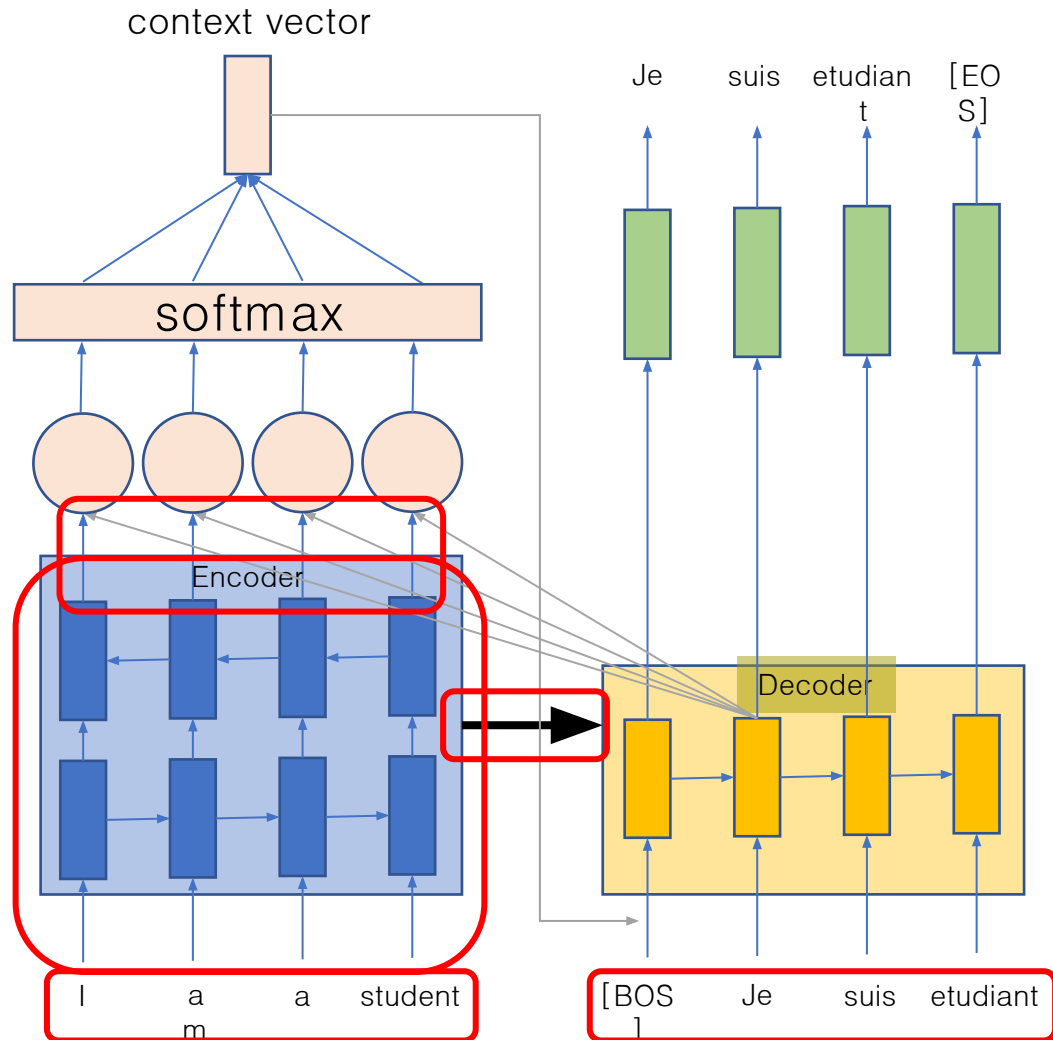 context vector
Je suis etudian [EO
t S]
softmax
Encoder
Decoder
I a a student
m
[BOS Je suis etudiant
]